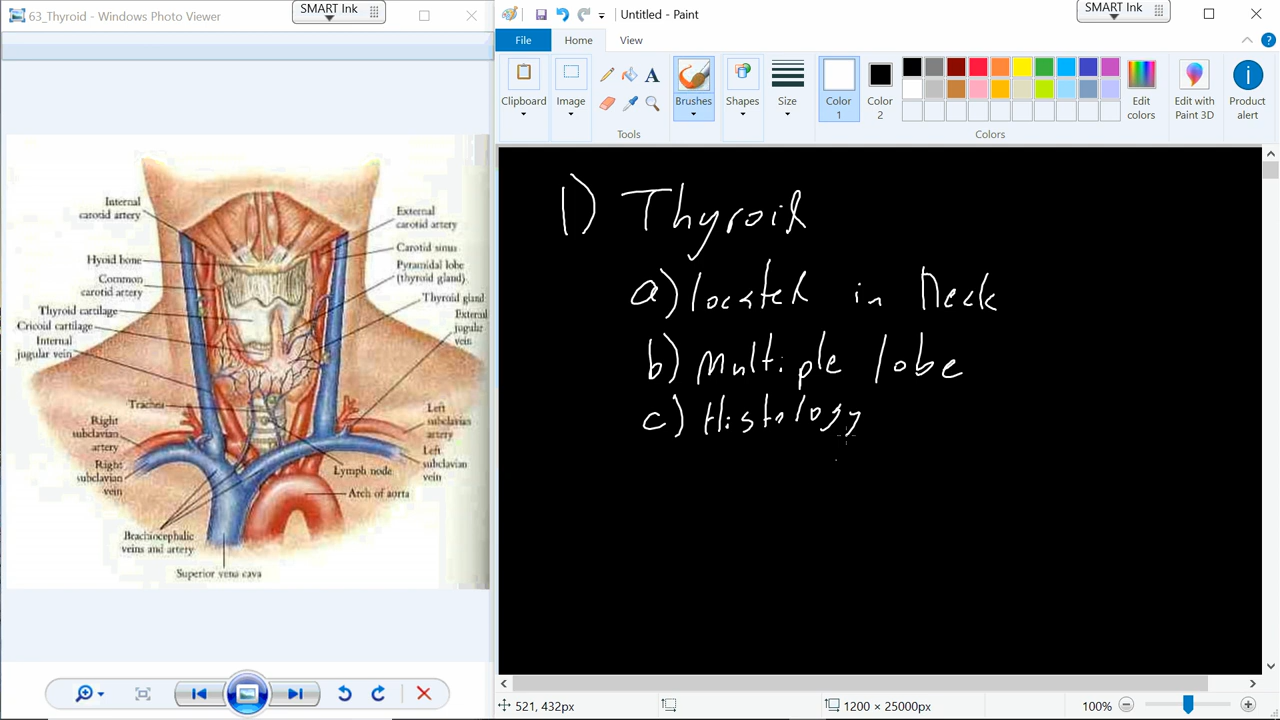 63_Thyroid - Windows Photo Viewer
SMART Ink
Untitled - Paint
SMART Ink
File
Home
View
Clipboard
Image
Tools
Brushes
Shapes
Size
Color 1
Color 2
Edit colors
Edit with Paint 3D
Product alert
Colors
Internal carotid artery
Hyoid bone
Common carotid artery
Thyroid cartilage
Cricoid cartilage
Internal jugular vein
Trachea
Right subclavian artery
Right subclavian vein
Brachiocephalic veins and artery
Superior vena cava
External carotid artery
Carotid sinus
Pyramidal lobe (thyroid gland)
Thyroid gland
External jugular vein
Left subclavian artery
Left subclavian vein
Lymph node
Arch of aorta
1) Thyroid
a) located in Neck
b) Multiple lobe
c) Histology
521, 432px
1200 × 25000px
100%